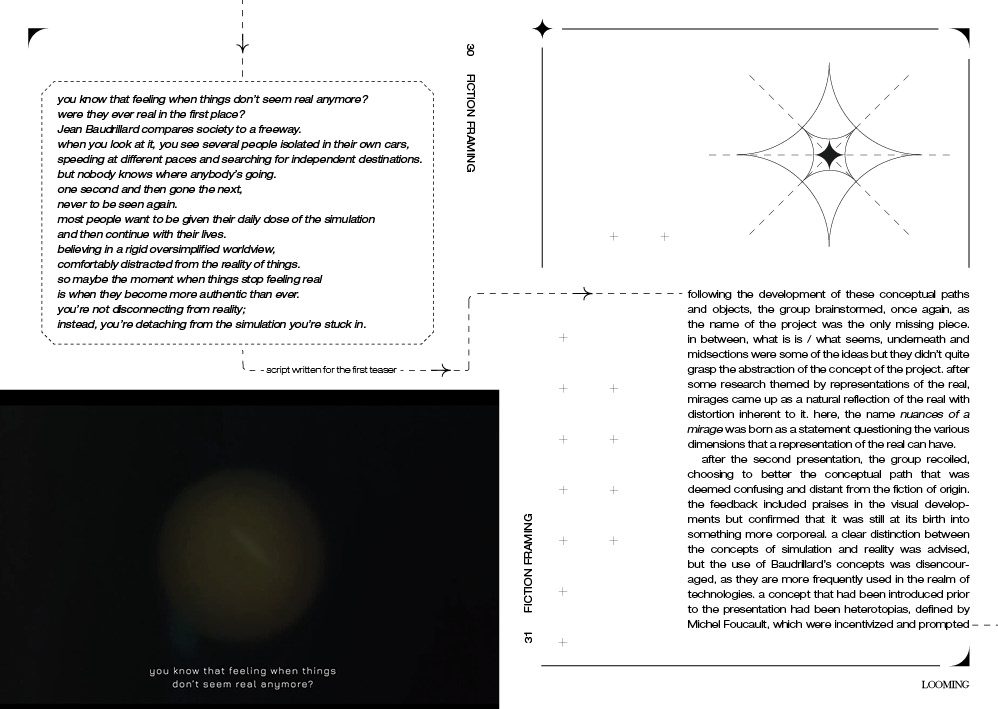 you know that feeling when things don't seem real anymore?
were they ever real in the first place?
Jean Baudrillard compares society to a freeway.
when you look at it, you see several people isolated in their own cars,
speeding at different paces and searching for independent destinations.
but nobody knows where anybody's going.
one second and then gone the next,
never to be seen again.
most people want to be given their daily dose of the simulation
and then continue with their lives.
believing in a rigid oversimplified worldview,
comfortably distracted from the reality of things.
so maybe the moment when things stop feeling real
is when they become more authentic than ever.
you're not disconnecting from reality;
instead, you're detaching from the simulation you're stuck in.
script written for the first teaser
30 FICTION FRAMING
you know that feeling when things
don't seem real anymore?
following the development of these conceptual paths
and objects, the group brainstormed, once again, as
the name of the project was the only missing piece.
in between, what is is / what seems, underneath and
midsections were some of the ideas but they didn't quite
grasp the abstraction of the concept of the project. after
some research themed by representations of the real,
mirages came up as a natural reflection of the real with
distortion inherent to it. here, the name nuances of a
mirage was born as a statement questioning the various
dimensions that a representation of the real can have.
after the second presentation, the group recoiled,
choosing to better the conceptual path that was
deemed confusing and distant from the fiction of origin.
the feedback included praises in the visual develop-
ments but confirmed that it was still at its birth into
something more corporeal. a clear distinction between
the concepts of simulation and reality was advised,
but the use of Baudrillard's concepts was disencour-
aged, as they are more frequently used in the realm of
technologies. a concept that had been introduced prior
to the presentation had been heterotopias, defined by
Michel Foucault, which were incentivized and prompted
31 FICTION FRAMING
LOOMING